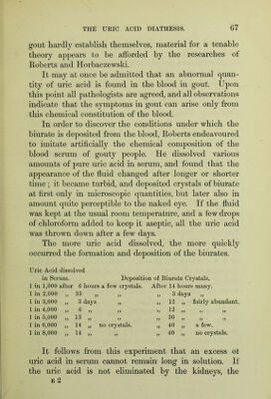 THE URIC ACID DIATHESIS. 67
gout hardly establish themselves, material for a tenable
theory appears to be afforded by the researches of
Roberts and Horbaczewski.
It may at once be admitted that an abnormal quan-
tity of uric acid is found in the blood in gout. Upon
this point all pathologists are agreed, and all observations
indicate that the symptoms in gout can arise only from
this chemical constitution of the blood.
In order to discover the conditions under which the
biurate is deposited from the blood, Roberts endeavoured
to imitate artificially the chemical composition of the
blood serum of gouty people. He dissolved various
amounts of pure uric acid in serum, and found that the
appearance of the fluid changed after longer or shorter
time; it became turbid, and deposited crystals of biurate
at first only in microscopic quantities, but later also in
amount quite perceptible to the naked eye. If the fluid
was kept at the usual room temperature, and a few drops
of chloroform added to keep it aseptic, all the uric acid
was thrown down after a few days.
The more uric acid dissolved, the more quickly
occurred the formation and deposition of the biurates.
Uric Acid dissolved
in Serum. Deposition of Biurate Crystals.
1 in 1,000 after 6 hours a few crystals. After 14 hours many.
1 in 2,000 „ 33 „ „ „ 3 days „
1 in 3,000 „ 3 days „ „ 12 „ fairly abundant.
1 in 4,000 „ 6 „ „ „ 12 „ „ „
1 in 5,000 „ 13 „ „ „ 30 „ „ „
1 in 6,000 „ 14 „ no crystals. „ 40 „ a few.
1 in 8,000 „ 14 „ „ „ 40 „ no crystals.
It follows from this experiment that an excess of
uric acid in serum cannot remain long in solution. If
the uric acid is not eliminated by the kidneys, the
E 2